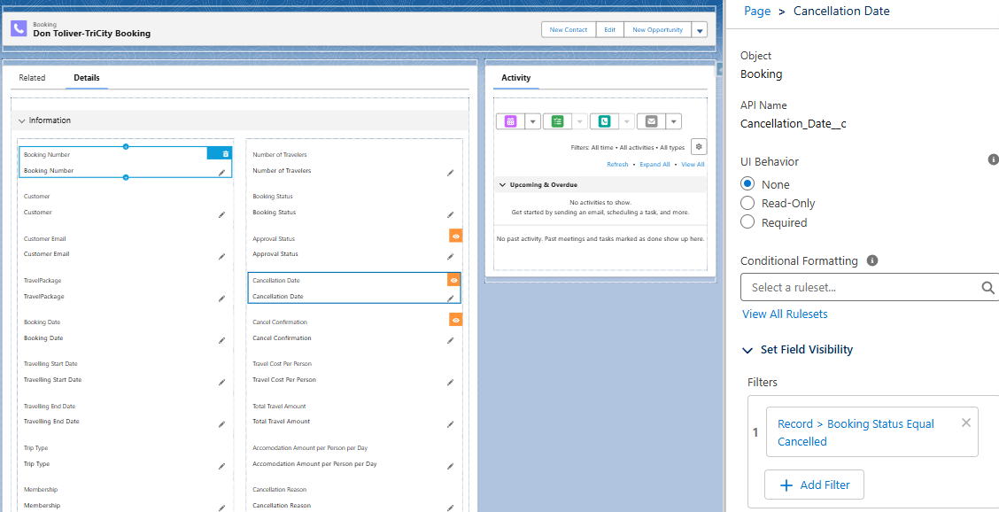 Booking
Don Toliver-TriCity Booking
New Contact
Edit
New Opportunity
Related
Details
Information
Booking Number
Booking Number
Customer
Customer
Customer Email
Customer Email
TravelPackage
TravelPackage
Booking Date
Booking Date
Travelling Start Date
Travelling Start Date
Travelling End Date
Travelling End Date
Trip Type
Trip Type
Membership
Membership
Number of Travelers
Number of Travelers
Booking Status
Booking Status
Approval Status
Approval Status
Cancellation Date
Cancellation Date
Cancel Confirmation
Cancel Confirmation
Travel Cost Per Person
Travel Cost Per Person
Total Travel Amount
Total Travel Amount
Accomodation Amount per Person per Day
Accomodation Amount per Person per Day
Cancellation Reason
Cancellation Reason
Activity
Filters: All time • All activities • All types
Refresh • Expand All • View All
Upcoming & Overdue
No activities to show.
Get started by sending an email, scheduling a task, and more.
No past activity. Past meetings and tasks marked as done show up here.
Page > Cancellation Date
Object
Booking
API Name
Cancellation_Date__c
UI Behavior
None
Read-Only
Required
Conditional Formatting
Select a ruleset...
View All Rulesets
Set Field Visibility
Filters
1
Record > Booking Status Equal
Cancelled
Add Filter